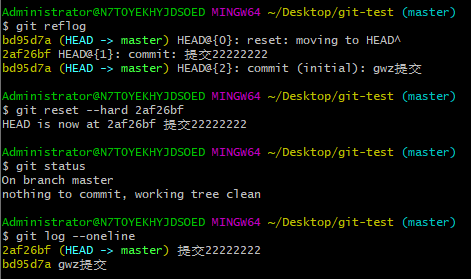 Administrator@N7TOYEKHYJDSOED MINGW64 ~/Desktop/git-test (master)
$ git reflog
bd95d7a (HEAD -> master) HEAD@{0}: reset: moving to HEAD^
2af26bf HEAD@{1}: commit: 提交22222222
bd95d7a (HEAD -> master) HEAD@{2}: commit (initial): gwz提交
Administrator@N7TOYEKHYJDSOED MINGW64 ~/Desktop/git-test (master)
$ git reset --hard 2af26bf
HEAD is now at 2af26bf 提交22222222
Administrator@N7TOYEKHYJDSOED MINGW64 ~/Desktop/git-test (master)
$ git status
On branch master
nothing to commit, working tree clean
Administrator@N7TOYEKHYJDSOED MINGW64 ~/Desktop/git-test (master)
$ git log --oneline
2af26bf (HEAD -> master) 提交22222222
bd95d7a gwz提交